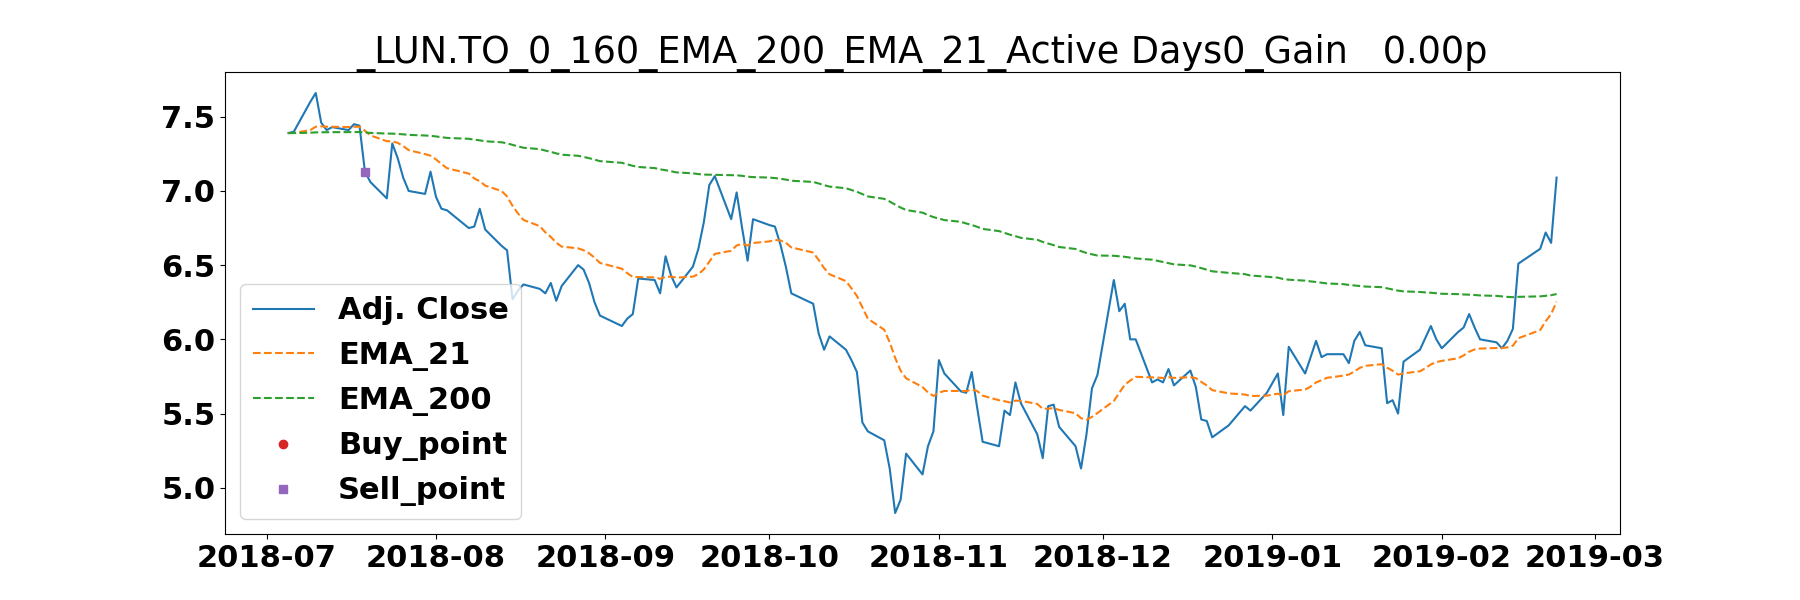 _LUN.TO_0_160_EMA_200_EMA_21_Active Days0_Gain   0.00p
7.5
7.0
6.5
6.0
5.5
5.0
Adj. Close
EMA_21
EMA_200
Buy_point
Sell_point
2018-07 2018-08 2018-09 2018-10 2018-11 2018-12 2019-01 2019-02 2019-03